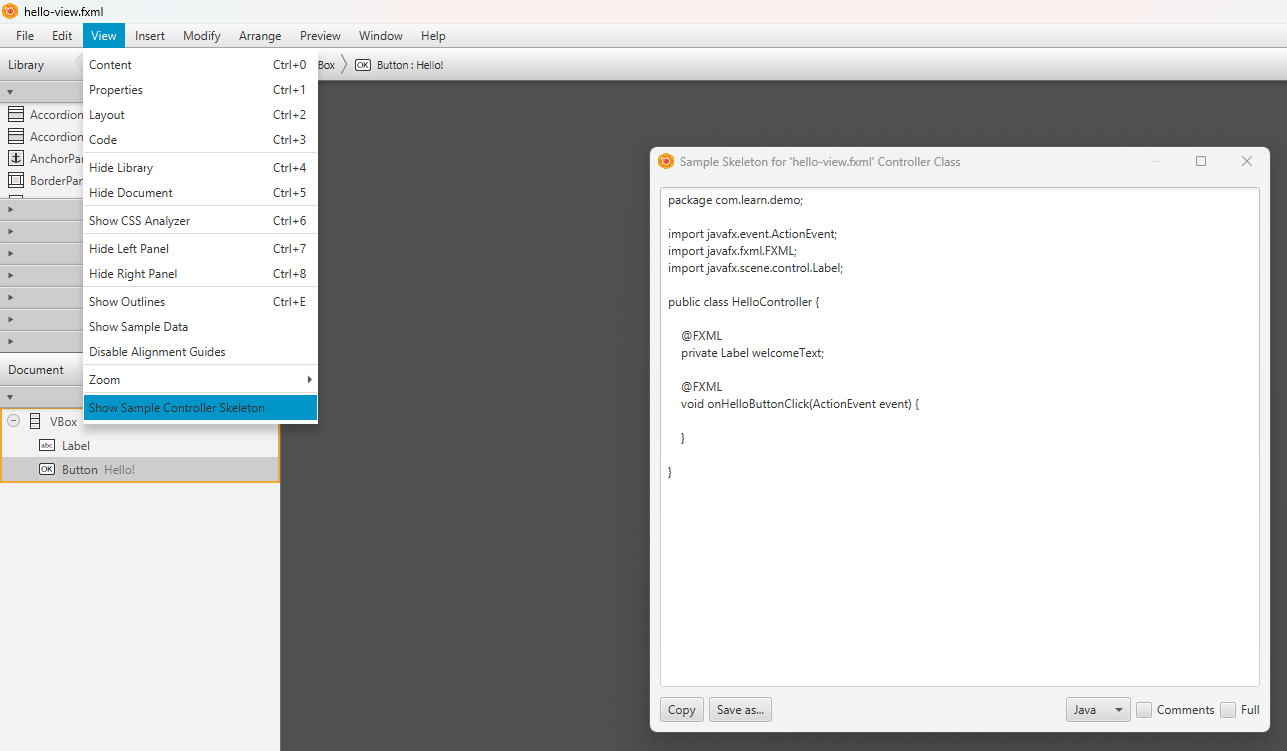 hello-view.fxml
File Edit View Insert Modify Arrange Preview Window Help
Library
Box
OK Button : Hello!
Accordion
Accordion
AnchorPa
BorderPan
Content Ctrl+0
Properties Ctrl+1
Layout Ctrl+2
Code Ctrl+3
Hide Library Ctrl+4
Hide Document Ctrl+5
Show CSS Analyzer Ctrl+6
Hide Left Panel Ctrl+7
Hide Right Panel Ctrl+8
Show Outlines Ctrl+E
Show Sample Data
Disable Alignment Guides
Zoom
Show Sample Controller Skeleton
Document
VBox
abc Label
OK Button Hello!
Sample Skeleton for 'hello-view.fxml' Controller Class
package com.learn.demo;
import javafx.event.ActionEvent;
import javafx.fxml.FXML;
import javafx.scene.control.Label;
public class HelloController {
@FXML
private Label welcomeText;
@FXML
void onHelloButtonClick(ActionEvent event) {
}
}
Copy Save as... Java Comments Full